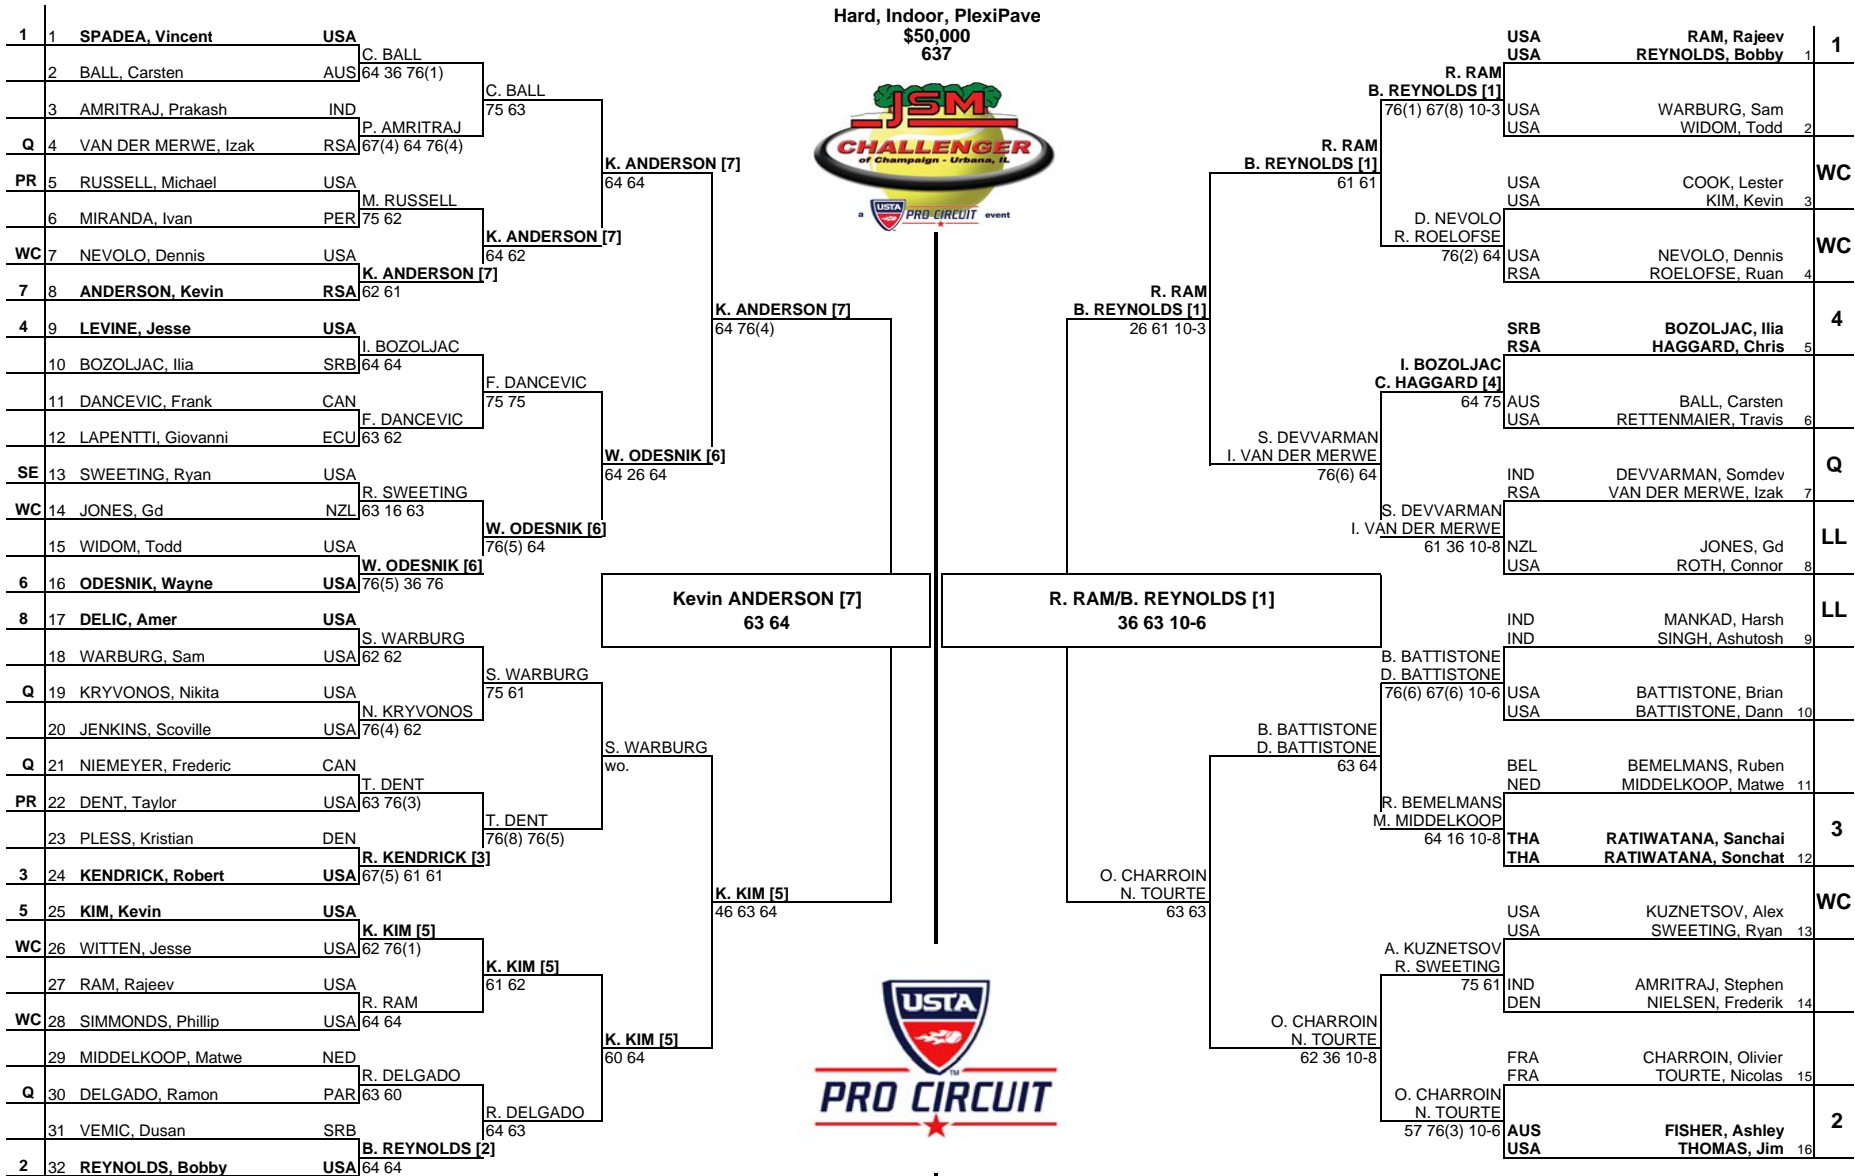 Hard, Indoor, PlexiPave
$50,000
637
JSM
CHALLENGER
of Champaign - Urbana, IL
a USTA PRO CIRCUIT event
1 1 SPADEA, Vincent USA
C. BALL
2 BALL, Carsten AUS 64 36 76(1)
C. BALL
3 AMRITRAJ, Prakash IND 75 63
P. AMRITRAJ
Q 4 VAN DER MERWE, Izak RSA 67(4) 64 76(4)
K. ANDERSON [7]
PR 5 RUSSELL, Michael USA 64 64
M. RUSSELL
6 MIRANDA, Ivan PER 75 62
K. ANDERSON [7]
WC 7 NEVOLO, Dennis USA 64 62
K. ANDERSON [7]
7 8 ANDERSON, Kevin RSA 62 61
K. ANDERSON [7]
4 9 LEVINE, Jesse USA 64 76(4)
I. BOZOLJAC
10 BOZOLJAC, Ilia SRB 64 64
F. DANCEVIC
11 DANCEVIC, Frank CAN 75 75
F. DANCEVIC
12 LAPENTTI, Giovanni ECU 63 62
W. ODESNIK [6]
SE 13 SWEETING, Ryan USA 64 26 64
R. SWEETING
WC 14 JONES, Gd NZL 63 16 63
W. ODESNIK [6]
15 WIDOM, Todd USA 76(5) 64
W. ODESNIK [6]
6 16 ODESNIK, Wayne USA 76(5) 36 76
Kevin ANDERSON [7]
63 64
8 17 DELIC, Amer USA
S. WARBURG
18 WARBURG, Sam USA 62 62
S. WARBURG
Q 19 KRYVONOS, Nikita USA 75 61
N. KRYVONOS
20 JENKINS, Scoville USA 76(4) 62
S. WARBURG
Q 21 NIEMEYER, Frederic CAN wo.
T. DENT
PR 22 DENT, Taylor USA 63 76(3)
T. DENT
23 PLESS, Kristian DEN 76(8) 76(5)
R. KENDRICK [3]
3 24 KENDRICK, Robert USA 67(5) 61 61
K. KIM [5]
5 25 KIM, Kevin USA 46 63 64
K. KIM [5]
WC 26 WITTEN, Jesse USA 62 76(1)
K. KIM [5]
27 RAM, Rajeev USA 61 62
R. RAM
WC 28 SIMMONDS, Phillip USA 64 64
K. KIM [5]
29 MIDDELKOOP, Matwe NED 60 64
R. DELGADO
Q 30 DELGADO, Ramon PAR 63 60
R. DELGADO
31 VEMIC, Dusan SRB 64 63
B. REYNOLDS [2]
2 32 REYNOLDS, Bobby USA 64 64
USA RAM, Rajeev 1
USA REYNOLDS, Bobby 1
R. RAM
B. REYNOLDS [1]
76(1) 67(8) 10-3 USA WARBURG, Sam
USA WIDOM, Todd 2
R. RAM
B. REYNOLDS [1]
61 61
USA COOK, Lester WC
USA KIM, Kevin 3
D. NEVOLO
R. ROELOFSE WC
76(2) 64 USA NEVOLO, Dennis
RSA ROELOFSE, Ruan 4
R. RAM
B. REYNOLDS [1]
26 61 10-3
SRB BOZOLJAC, Ilia 4
RSA HAGGARD, Chris 5
I. BOZOLJAC
C. HAGGARD [4]
64 75 AUS BALL, Carsten
USA RETTENMAIER, Travis 6
S. DEVVARMAN
I. VAN DER MERWE
76(6) 64
IND DEVVARMAN, Somdev Q
RSA VAN DER MERWE, Izak 7
S. DEVVARMAN
I. VAN DER MERWE
61 36 10-8 NZL JONES, Gd LL
USA ROTH, Connor 8
R. RAM/B. REYNOLDS [1]
36 63 10-6
IND MANKAD, Harsh LL
IND SINGH, Ashutosh 9
B. BATTISTONE
D. BATTISTONE
76(6) 67(6) 10-6 USA BATTISTONE, Brian
USA BATTISTONE, Dann 10
B. BATTISTONE
D. BATTISTONE
63 64
BEL BEMELMANS, Ruben
NED MIDDELKOOP, Matwe 11
R. BEMELMANS
M. MIDDELKOOP
64 16 10-8 THA RATIWATANA, Sanchai 3
THA RATIWATANA, Sonchat 12
O. CHARROIN
N. TOURTE
63 63
USA KUZNETSOV, Alex WC
USA SWEETING, Ryan 13
A. KUZNETSOV
R. SWEETING
75 61 IND AMRITRAJ, Stephen
DEN NIELSEN, Frederik 14
O. CHARROIN
N. TOURTE
62 36 10-8
FRA CHARROIN, Olivier
FRA TOURTE, Nicolas 15
O. CHARROIN
N. TOURTE
57 76(3) 10-6 AUS FISHER, Ashley 2
USA THOMAS, Jim 16
USTA
TM
PRO CIRCUIT